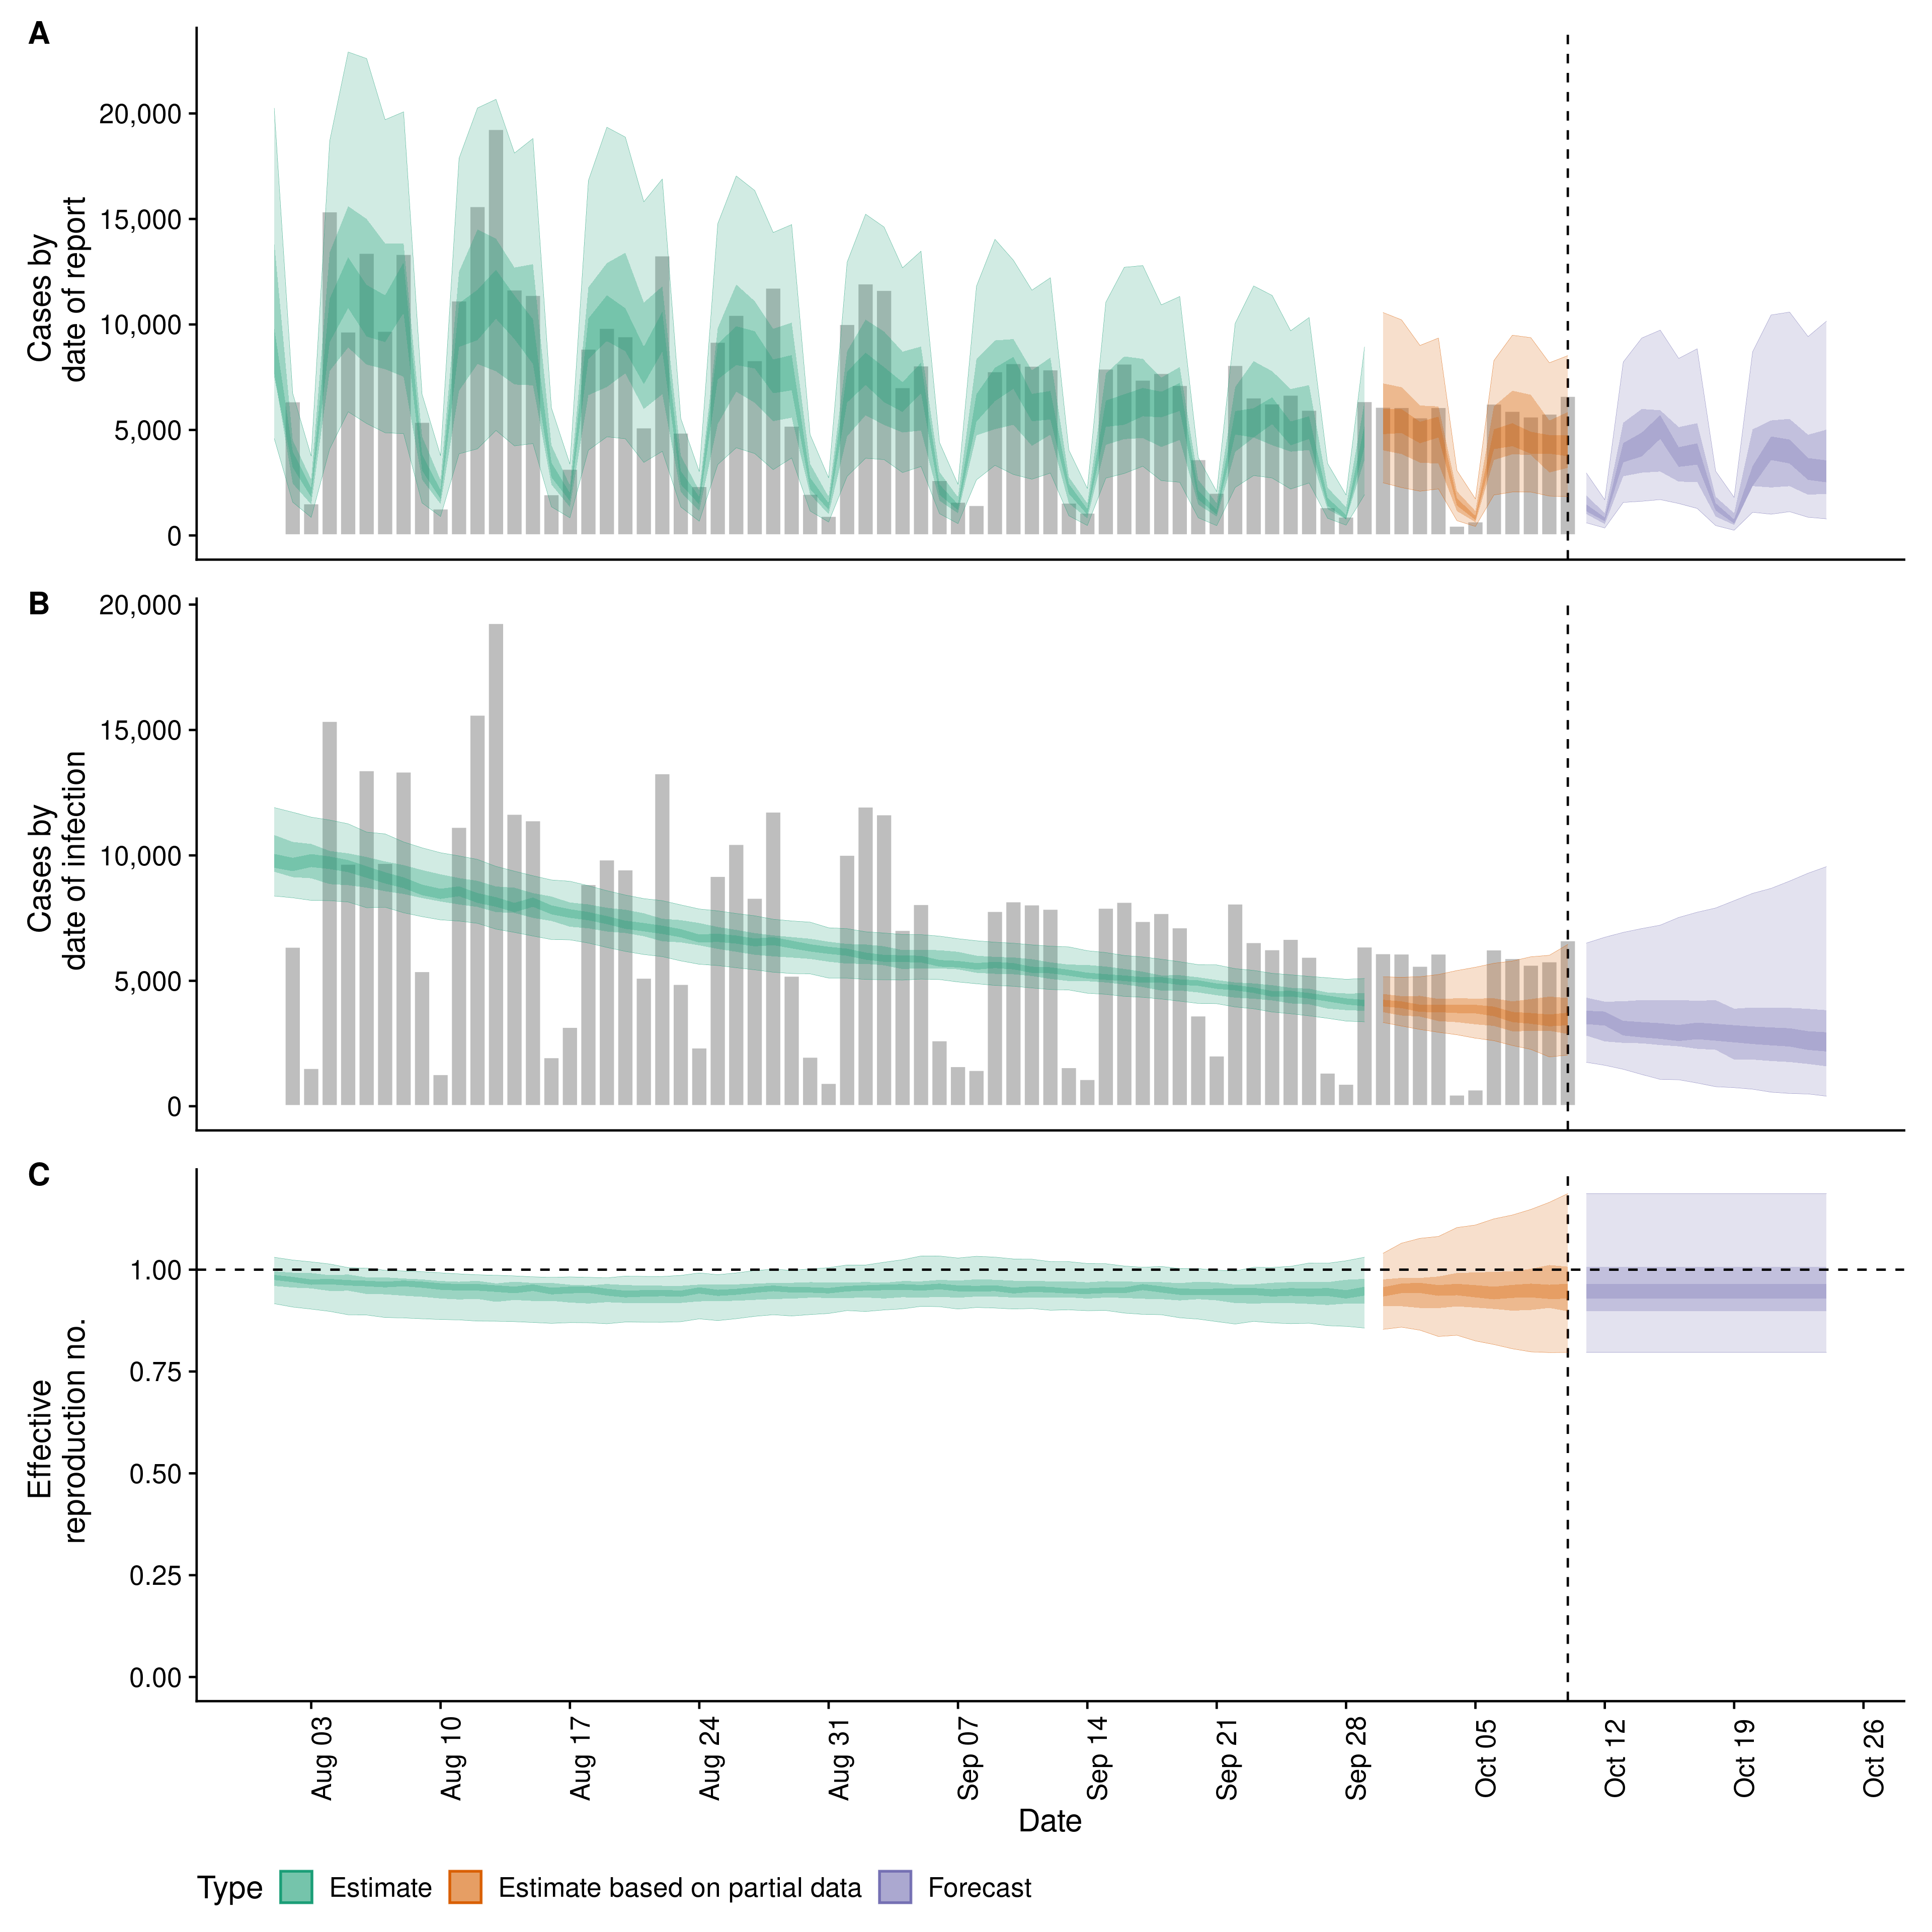 A
Cases by
date of report
20,000
15,000
10,000
5,000
0
B
Cases by
date of infection
20,000
15,000
10,000
5,000
0
C
Effective
reproduction no.
1.00
0.75
0.50
0.25
0.00
Aug 03
Aug 10
Aug 17
Aug 24
Aug 31
Sep 07
Sep 14
Sep 21
Sep 28
Oct 05
Oct 12
Oct 19
Oct 26
Date
Type Estimate Estimate based on partial data Forecast